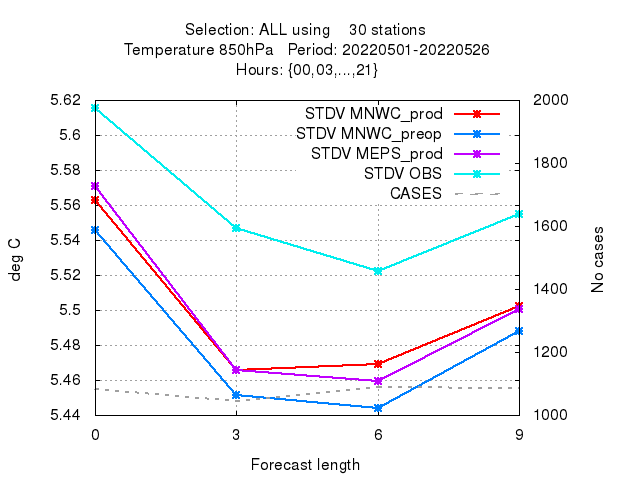 Selection: ALL using    30 stations
Temperature 850hPa   Period: 20220501-20220526
Hours: {00,03,...,21}
STDV MNWC_prod
STDV MNWC_preop
STDV MEPS_prod
STDV OBS
CASES
deg C
5.62
5.6
5.58
5.56
5.54
5.52
5.5
5.48
5.46
5.44
2000
1800
1600
1400
1200
1000
No cases
0 3 6 9
Forecast length